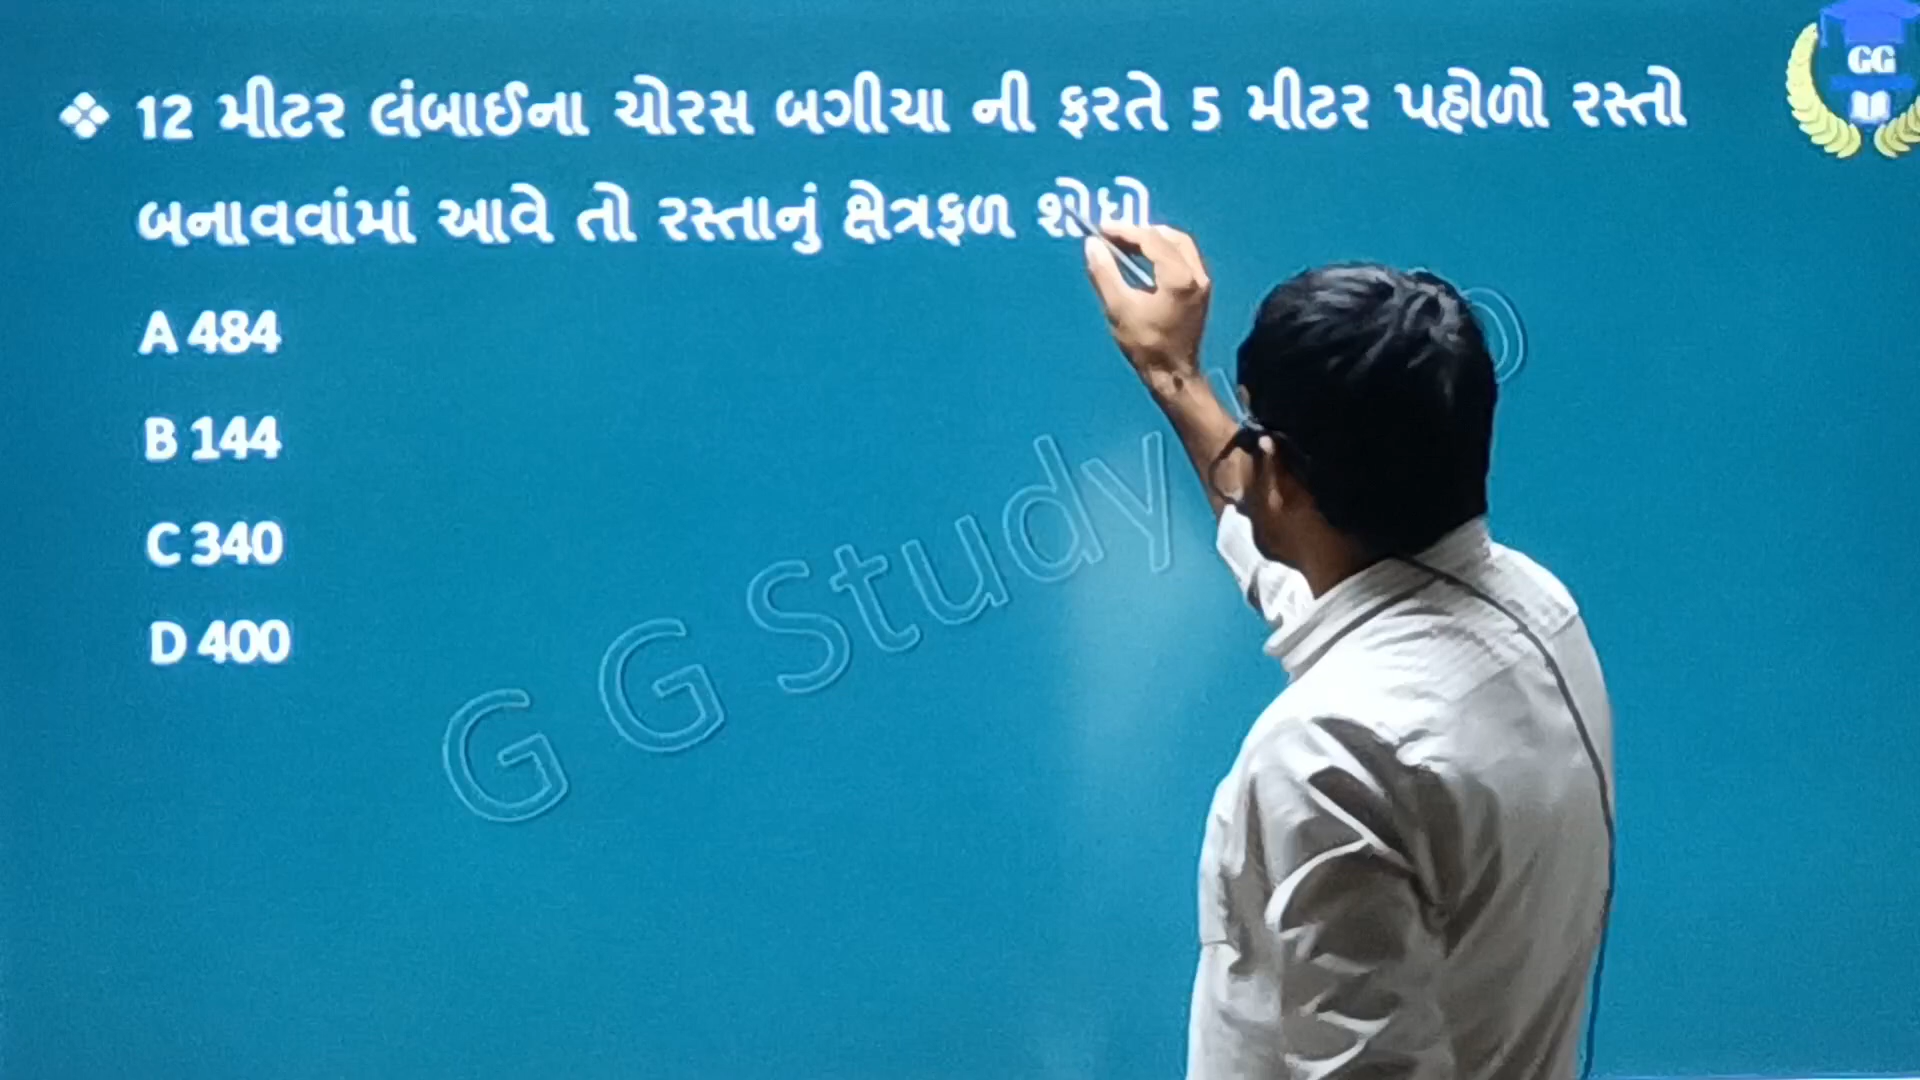 ❖ 12 મીટર લંબાઈના ચોરસ બગીચા ની ફરતે 5 મીટર પહોળો રસ્તો
બનાવવાંમાં આવે તો રસ્તાનું ક્ષેત્રફળ શોધો
A 484
B 144
C 340
D 400
G G Study
GG